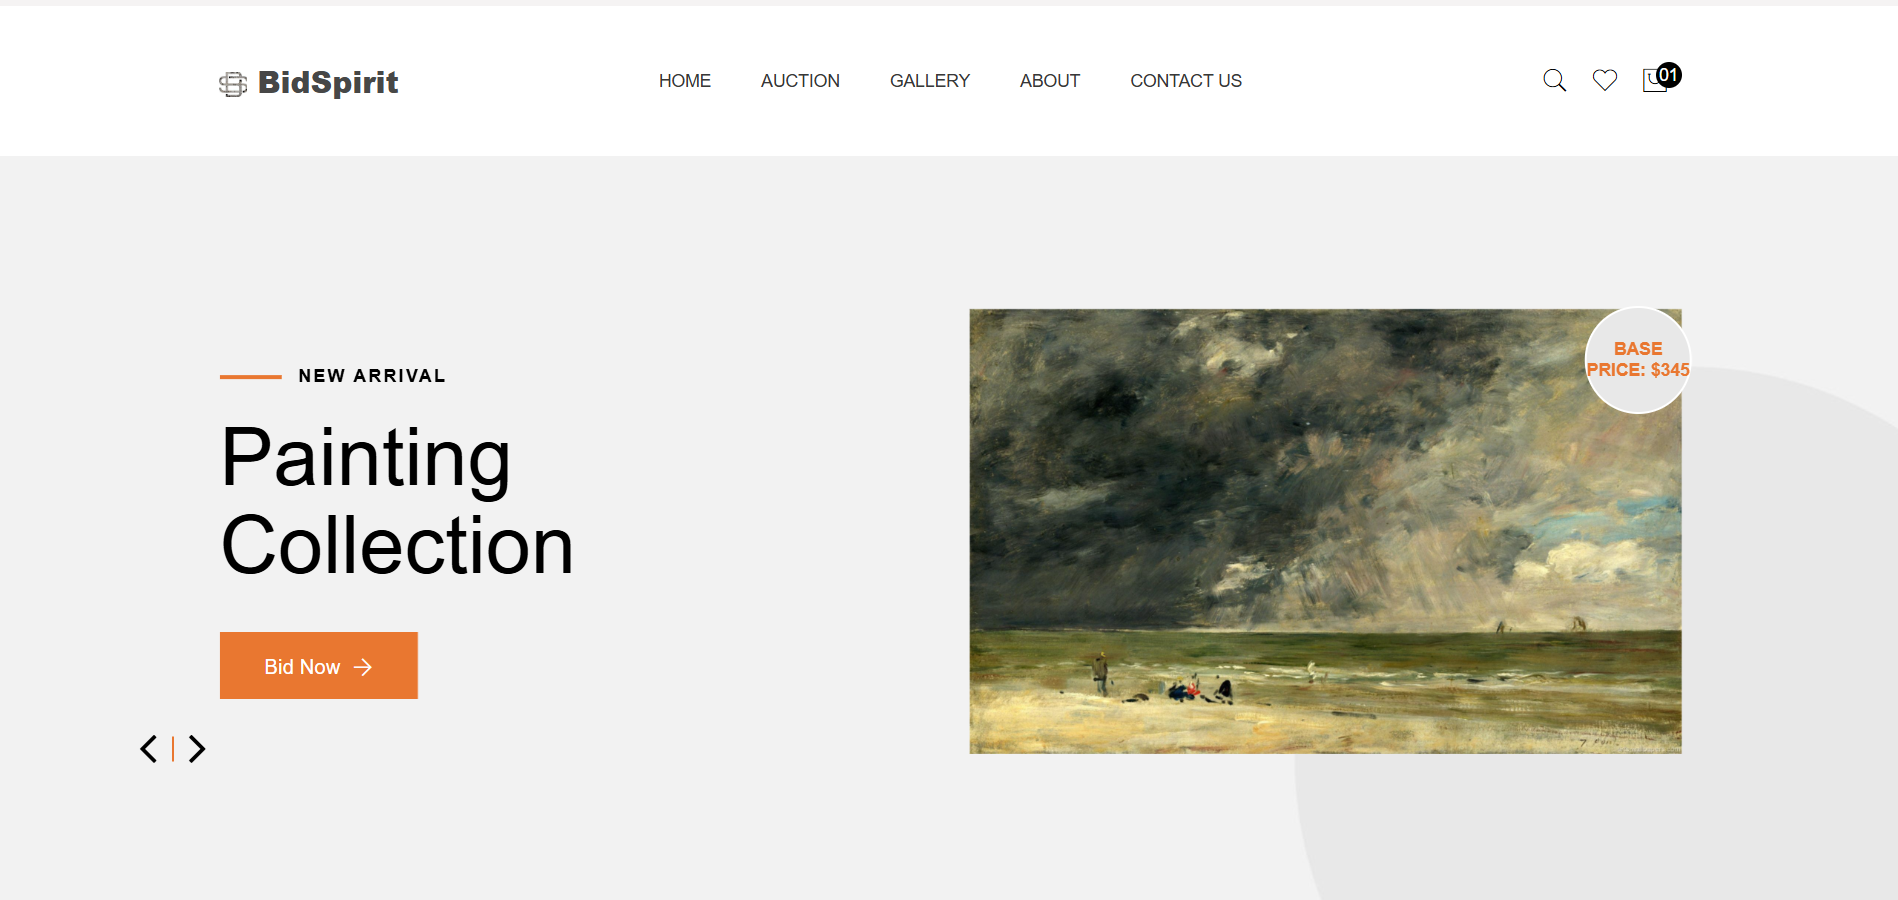 BidSpirit
HOME
AUCTION
GALLERY
ABOUT
CONTACT US
01
NEW ARRIVAL
Painting
Collection
Bid Now
BASE
PRICE: $345